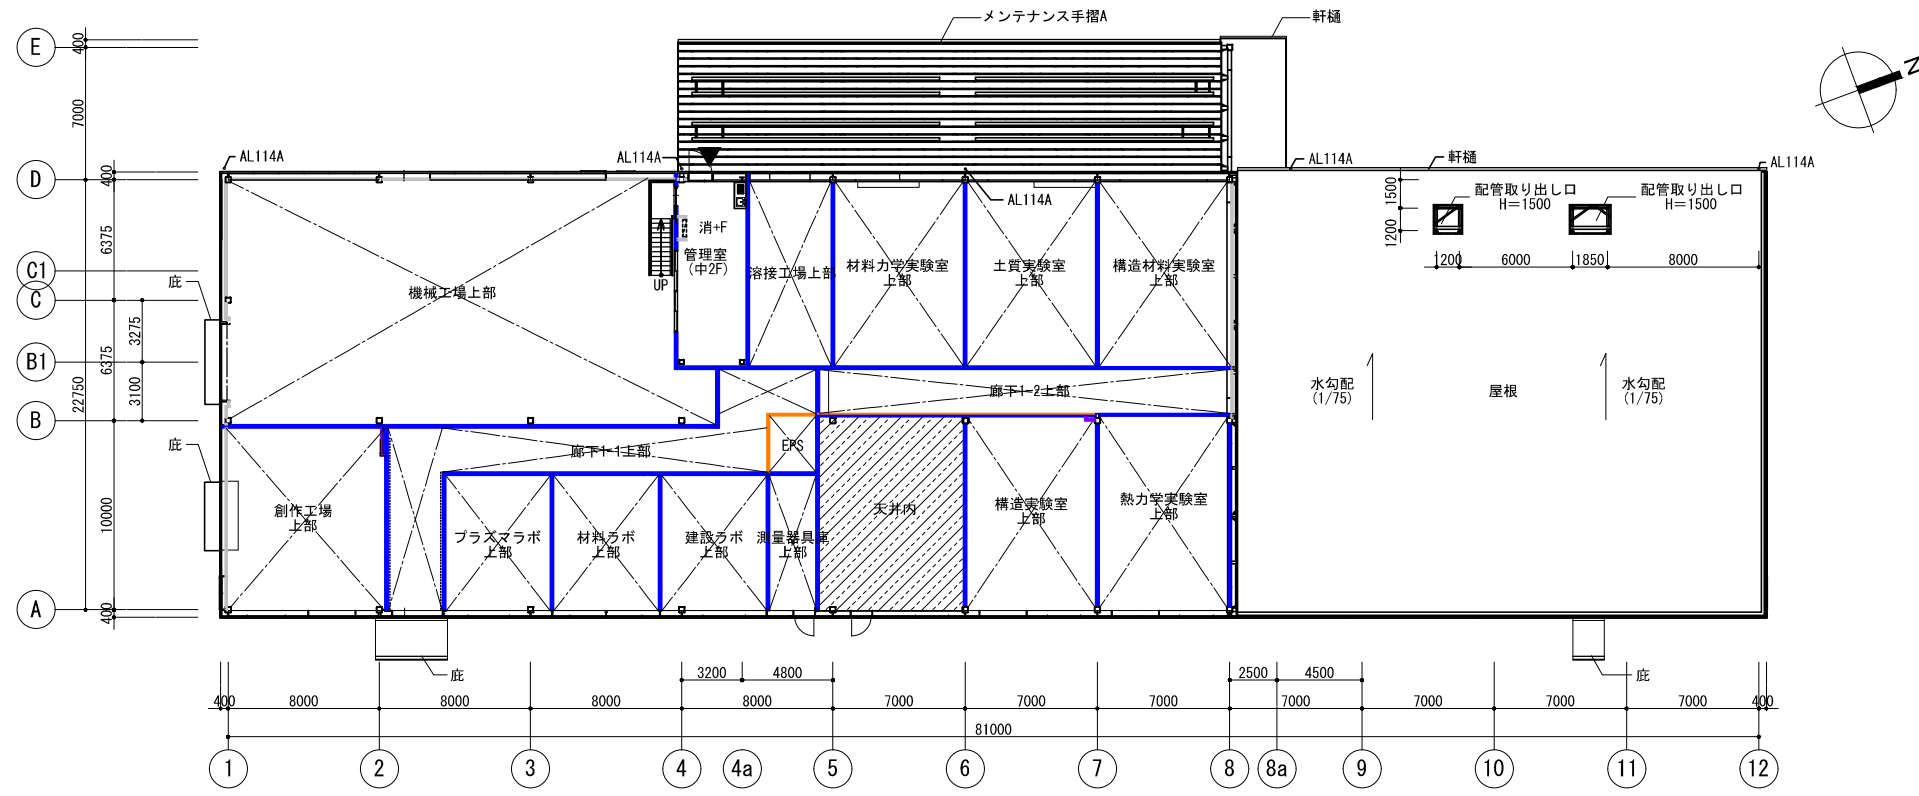 メンテナンス手摺A
軒樋
N
E
400
7000
D
400
AL114A
AL114A
AL114A
AL114A
軒樋
AL114A
配管取り出し口
H=1500
配管取り出し口
H=1500
1500
1200
1200
6000
1850
8000
消+F
管理室
(中2F)
UP
溶接工場上部
材料力学実験室
上部
土質実験室
上部
構造材料実験室
上部
機械工場上部
6375
C1
C
庇
3275
6375
22750
B1
3100
B
庇
廊下1-2上部
水勾配
(1/75)
屋根
水勾配
(1/75)
廊下1-1上部
EPS
10000
創作工場
上部
プラズマラボ
上部
材料ラボ
上部
建設ラボ
上部
測量器具庫
上部
天井内
構造実験室
上部
熱力学実験室
上部
A
400
庇
庇
3200
4800
2500
4500
400
8000
8000
8000
8000
7000
7000
7000
7000
7000
7000
7000
400
81000
1
2
3
4
4a
5
6
7
8
8a
9
10
11
12